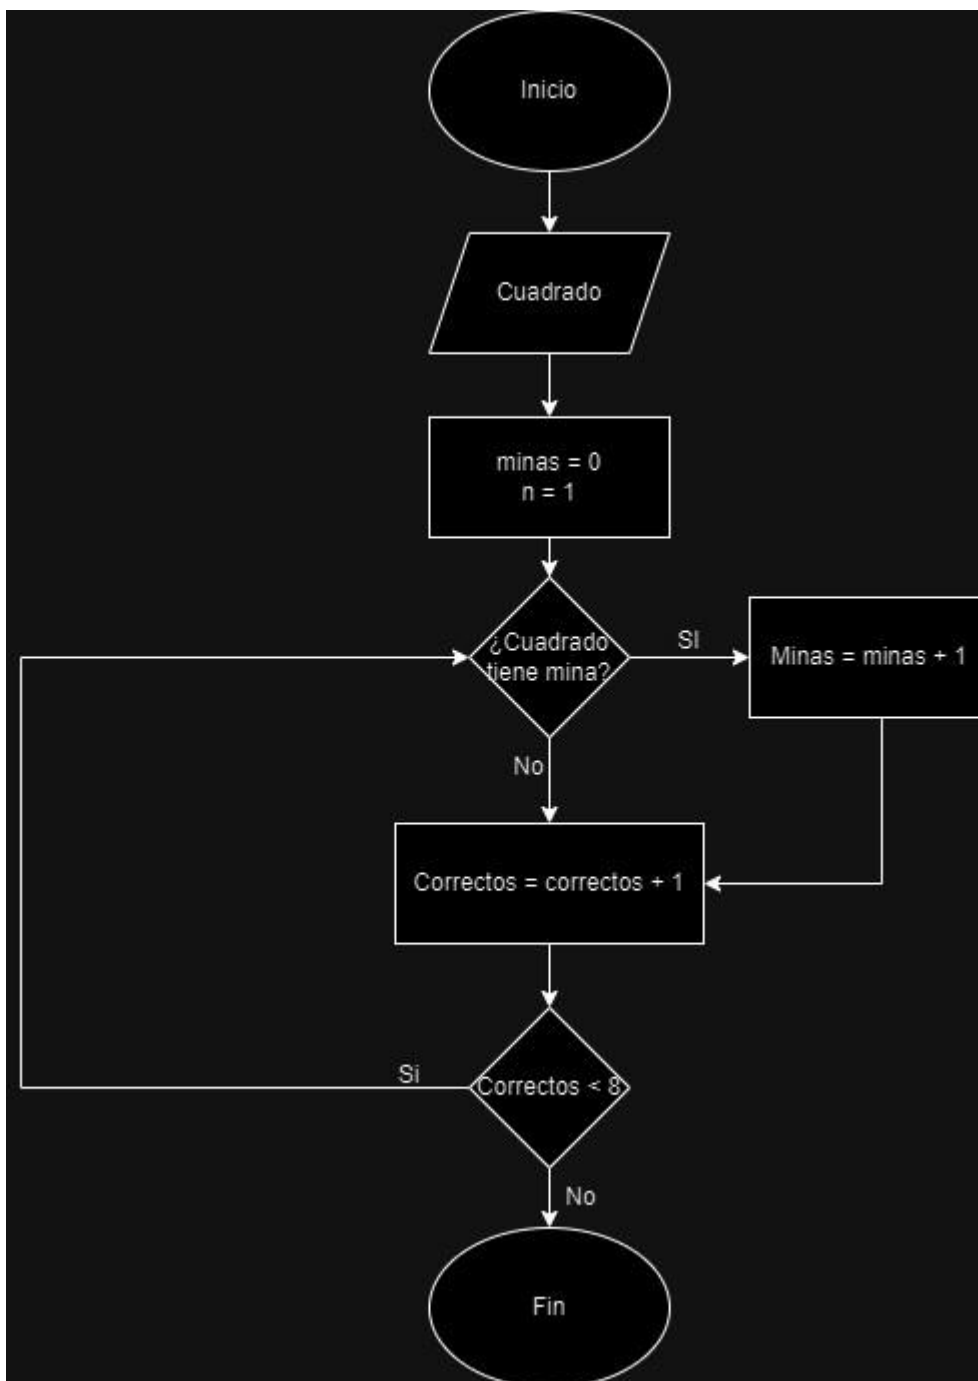 Inicio
Cuadrado
minas = 0
n = 1
¿Cuadrado
tiene mina?
SI
Minas = minas + 1
No
Correctos = correctos + 1
Si
Correctos < 8
No
Fin